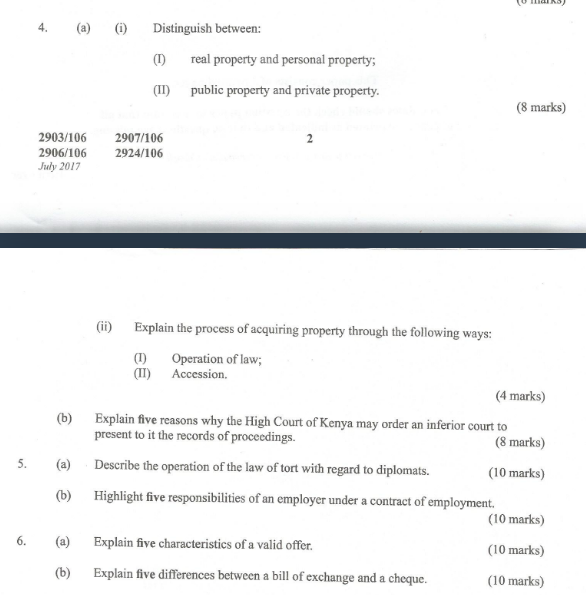 (8 marks)
4. (a) (i) Distinguish between:
(I) real property and personal property;
(II) public property and private property.
(8 marks)
2903/106 2907/106
2906/106 2924/106
July 2017
2
(ii) Explain the process of acquiring property through the following ways:
(I) Operation of law;
(II) Accession.
(4 marks)
(b) Explain five reasons why the High Court of Kenya may order an inferior court to
present to it the records of proceedings.
(8 marks)
5. (a) Describe the operation of the law of tort with regard to diplomats. (10 marks)
(b) Highlight five responsibilities of an employer under a contract of employment.
(10 marks)
6. (a) Explain five characteristics of a valid offer. (10 marks)
(b) Explain five differences between a bill of exchange and a cheque. (10 marks)